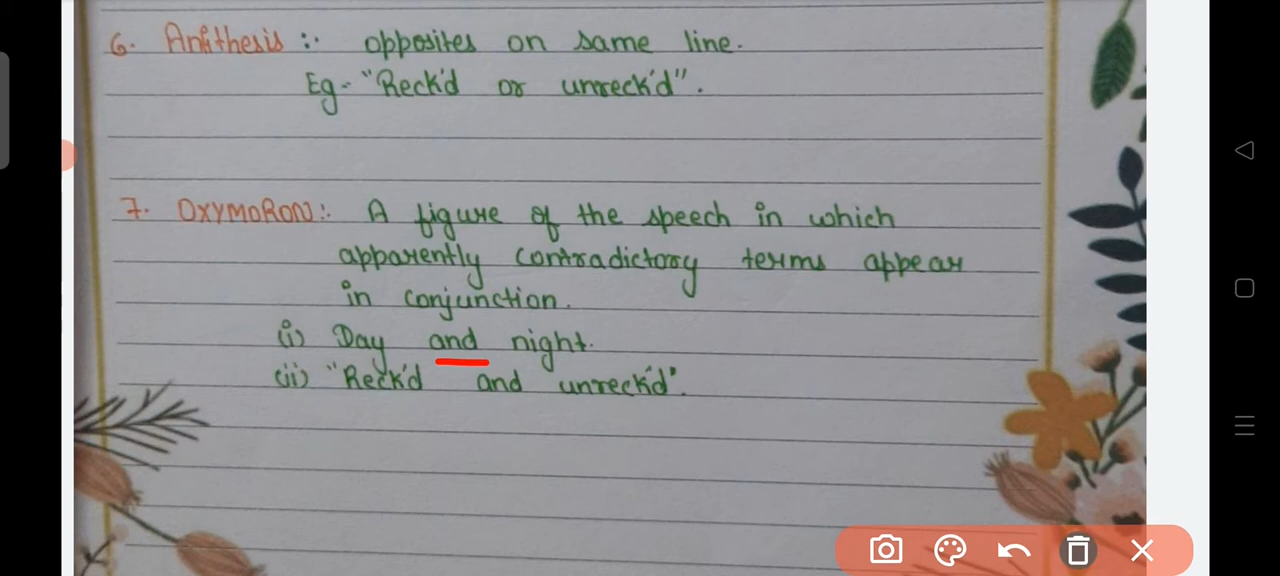 6. Antithesis :- opposites on same line.
Eg- "Reck'd or unreck'd".
7. OXYMORON:- A figure of the speech in which
apparently contradictory terms appear
in conjunction.
(i) Day and night.
(ii) "Reck'd and unreck'd".